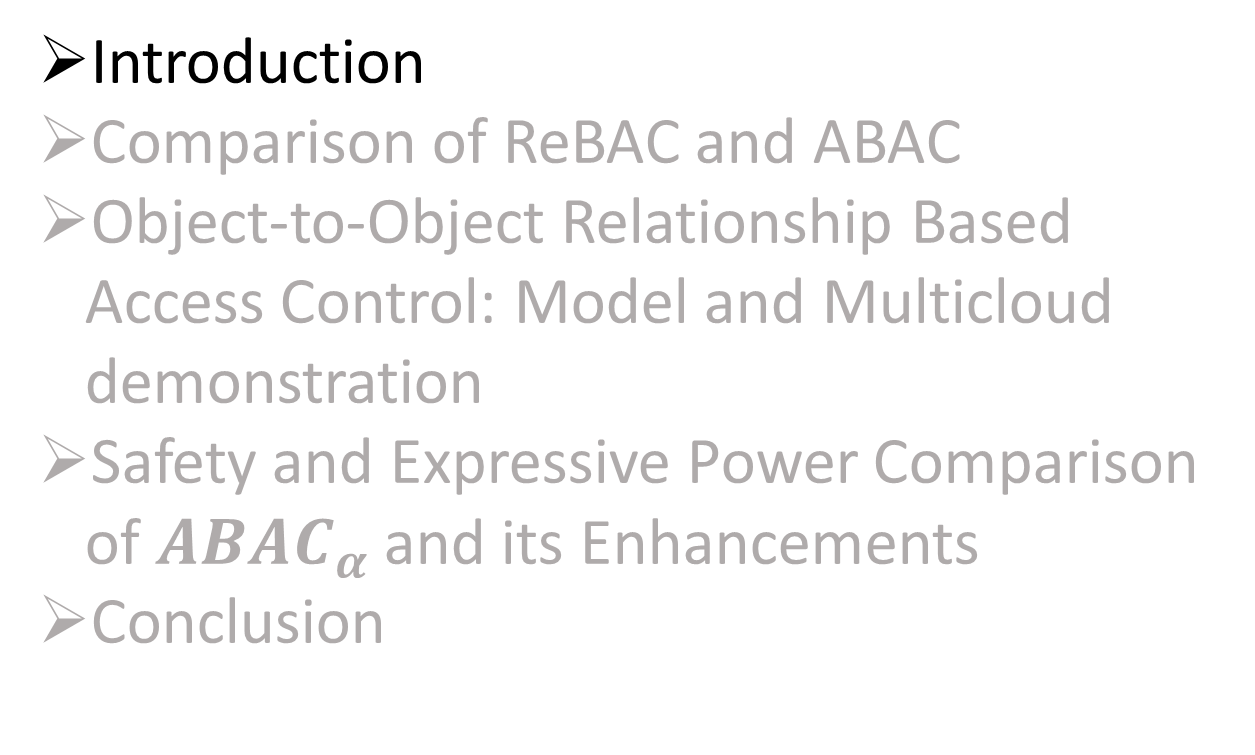 ➢Introduction
➢Comparison of ReBAC and ABAC
➢Object-to-Object Relationship Based
Access Control: Model and Multicloud
demonstration
➢Safety and Expressive Power Comparison
of ABACα and its Enhancements
➢Conclusion